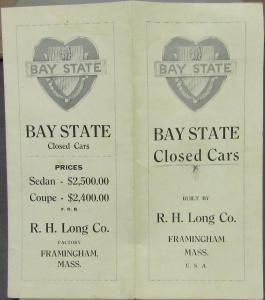 BAY STATE
BAY STATE
Closed Cars
PRICES
Sedan - $2,500.00
Coupe - $2,400.00
F. O. B.
R. H. Long Co.
FACTORY
FRAMINGHAM,
MASS.
BAY STATE
BAY STATE
Closed Cars
BUILT BY
R. H. Long Co.
FRAMINGHAM
MASS.
U. S. A.